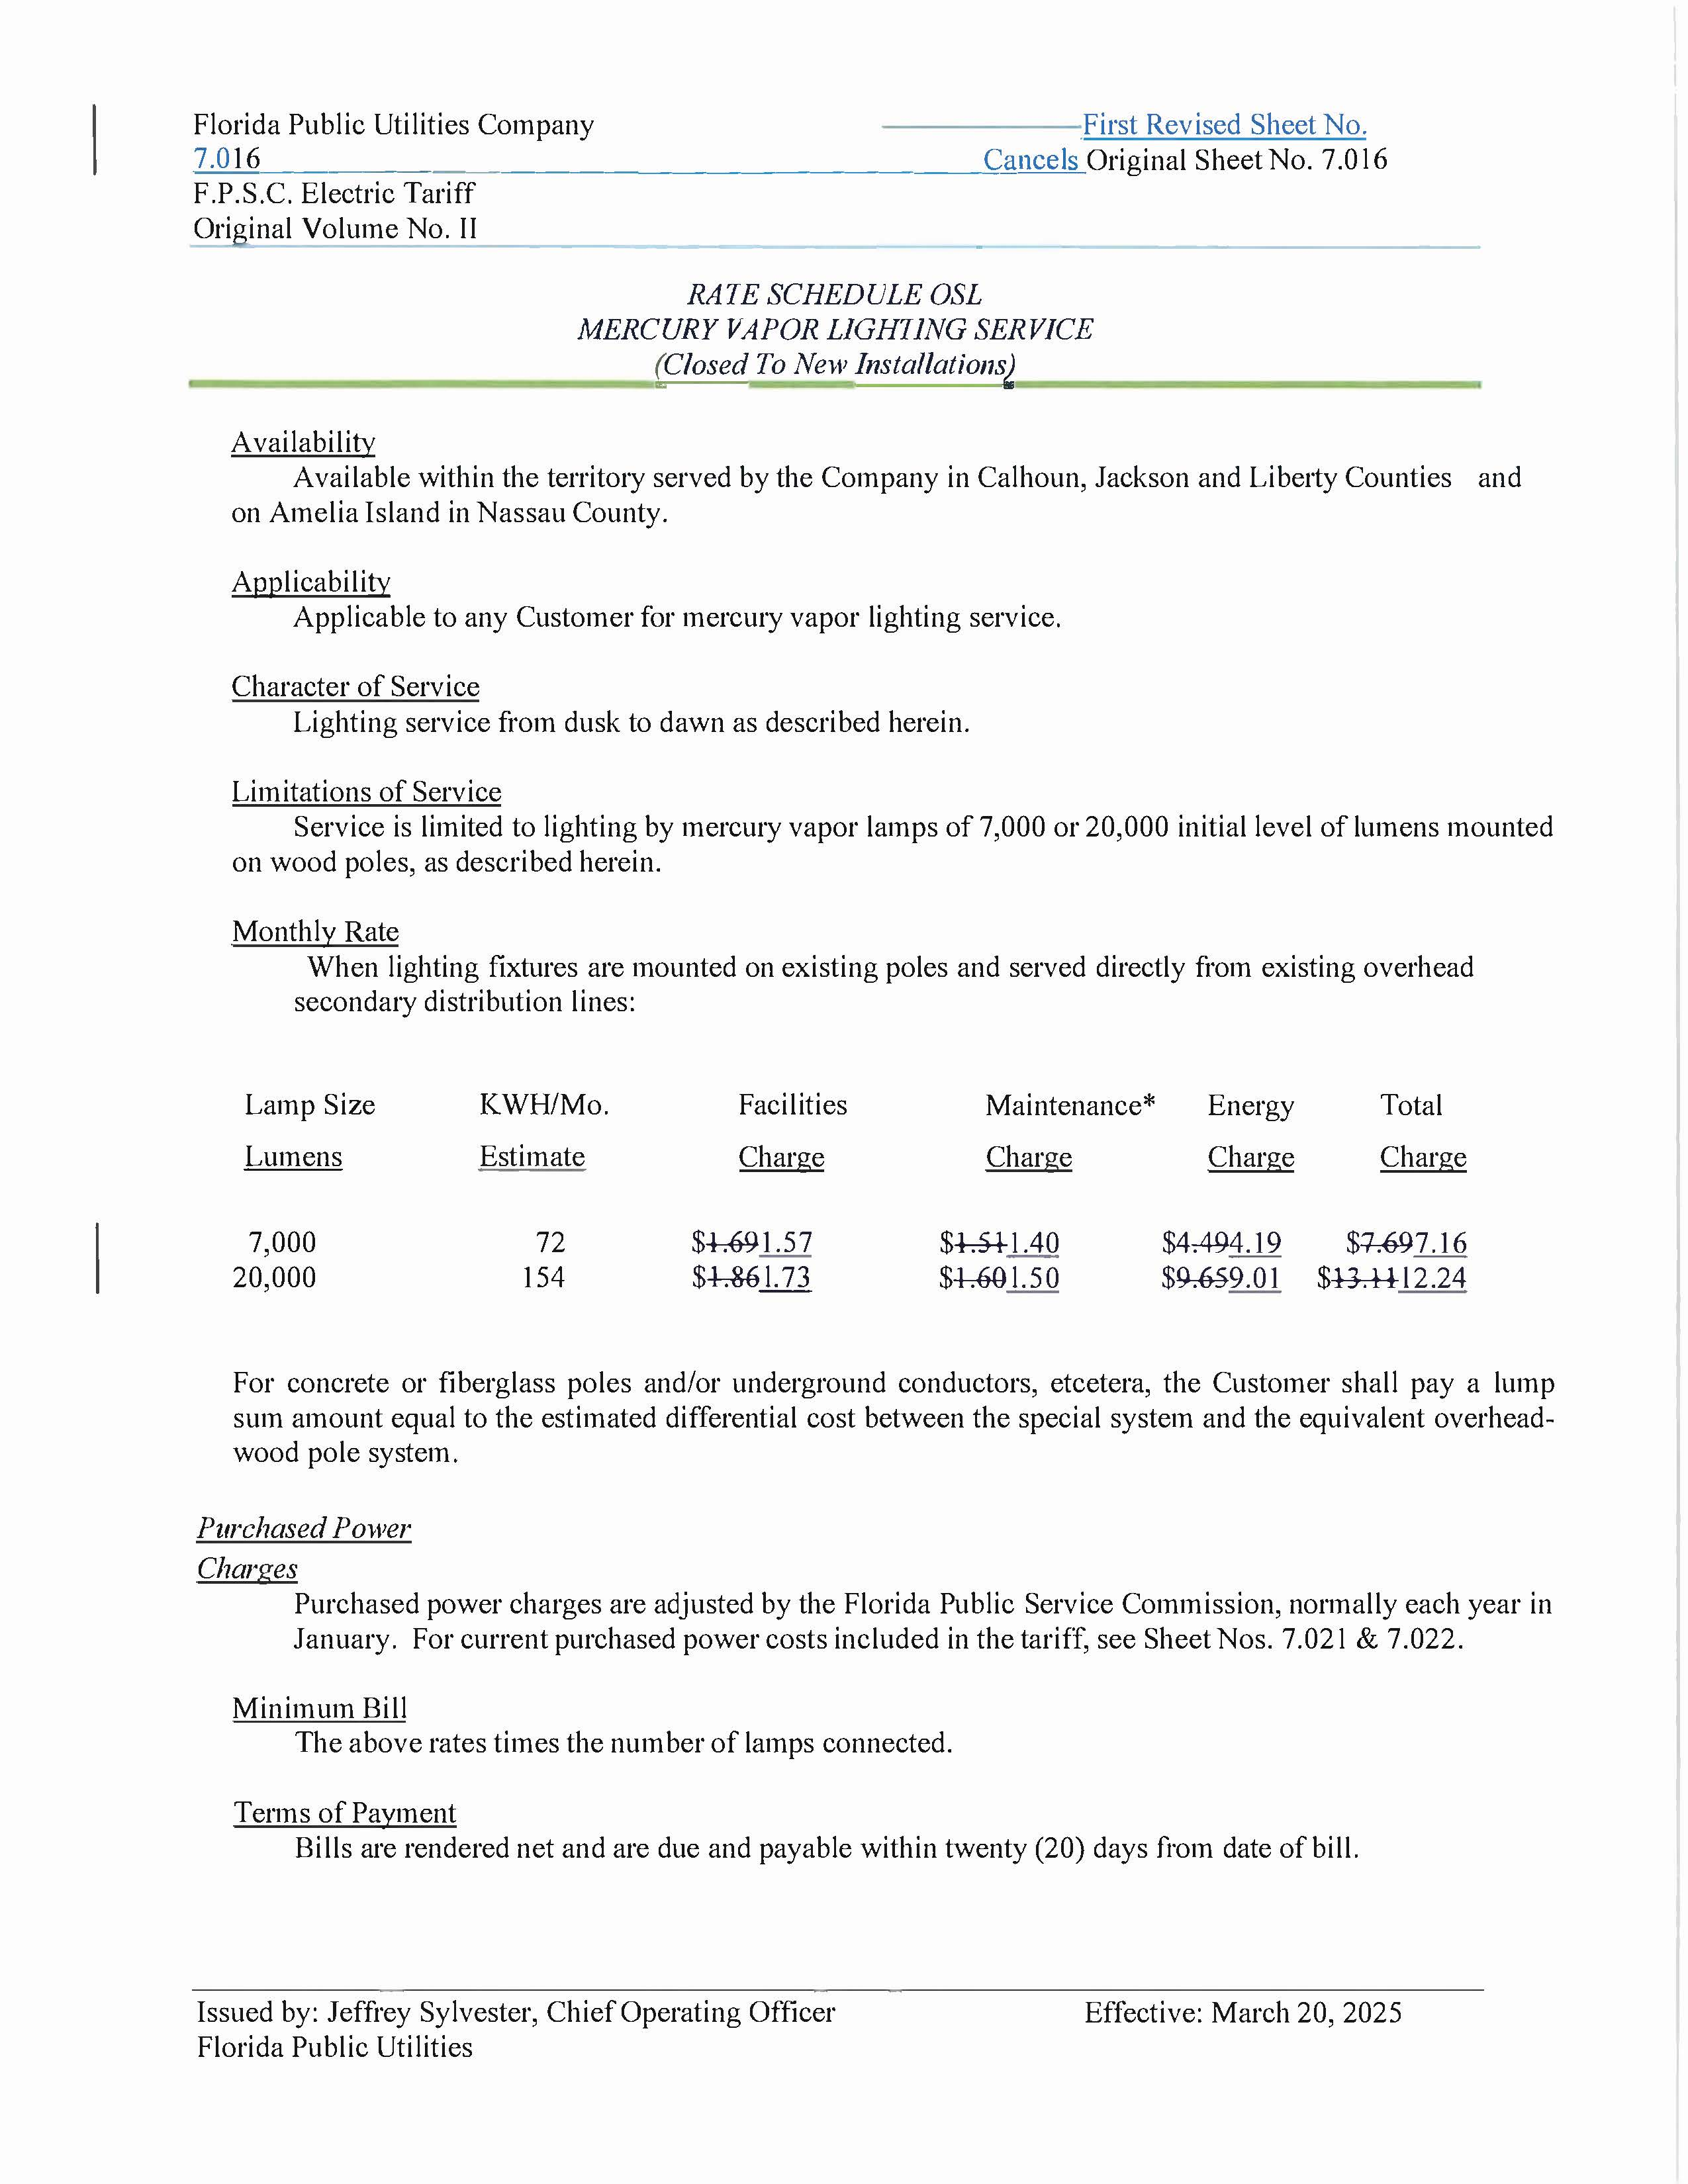 Florida Public Utilities Company First Revised Sheet No.
7.016 Cancels Original Sheet No. 7.016
F.P.S.C. Electric Tariff
Original Volume No. II
RATE SCHEDULE OSL
MERCURY VAPOR LIGHTING SERVICE
(Closed To New Installations)
Availability
Available within the territory served by the Company in Calhoun, Jackson and Liberty Counties and
on Amelia Island in Nassau County.
Applicability
Applicable to any Customer for mercury vapor lighting service.
Character of Service
Lighting service from dusk to dawn as described herein.
Limitations of Service
Service is limited to lighting by mercury vapor lamps of 7,000 or 20,000 initial level of lumens mounted
on wood poles, as described herein.
Monthly Rate
When lighting fixtures are mounted on existing poles and served directly from existing overhead
secondary distribution lines:
Lamp Size KWH/Mo. Facilities Maintenance* Energy Total
Lumens Estimate Charge Charge Charge Charge
7,000 72 $1.691.57 $1.511.40 $4.494.19 $7.697.16
20,000 154 $1.861.73 $1.601.50 $9.659.01 $13.1112.24
For concrete or fiberglass poles and/or underground conductors, etcetera, the Customer shall pay a lump
sum amount equal to the estimated differential cost between the special system and the equivalent overhead-
wood pole system.
Purchased Power
Charges
Purchased power charges are adjusted by the Florida Public Service Commission, normally each year in
January. For current purchased power costs included in the tariff, see Sheet Nos. 7.021 & 7.022.
Minimum Bill
The above rates times the number of lamps connected.
Terms of Payment
Bills are rendered net and are due and payable within twenty (20) days from date of bill.
Issued by: Jeffrey Sylvester, Chief Operating Officer Effective: March 20, 2025
Florida Public Utilities